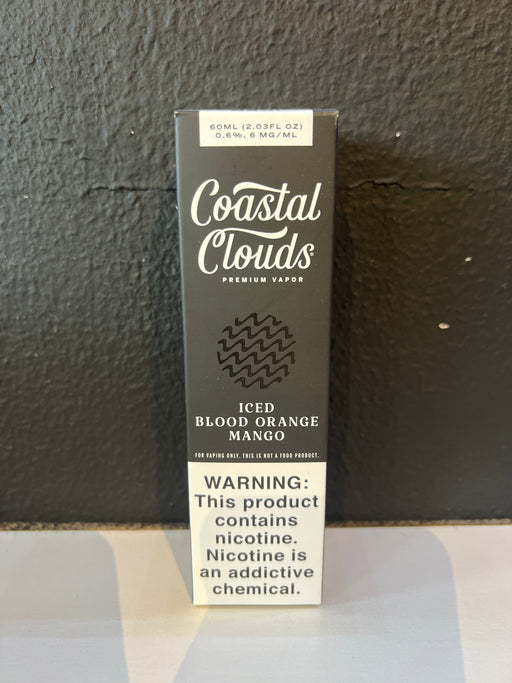 60ML (2.03FL OZ)
0.6%, 6 MG/ML
Coastal
Clouds
PREMIUM VAPOR
ICED
BLOOD ORANGE
MANGO
FOR VAPING ONLY. THIS IS NOT A FOOD PRODUCT.
WARNING:
This product
contains
nicotine.
Nicotine is
an addictive
chemical.